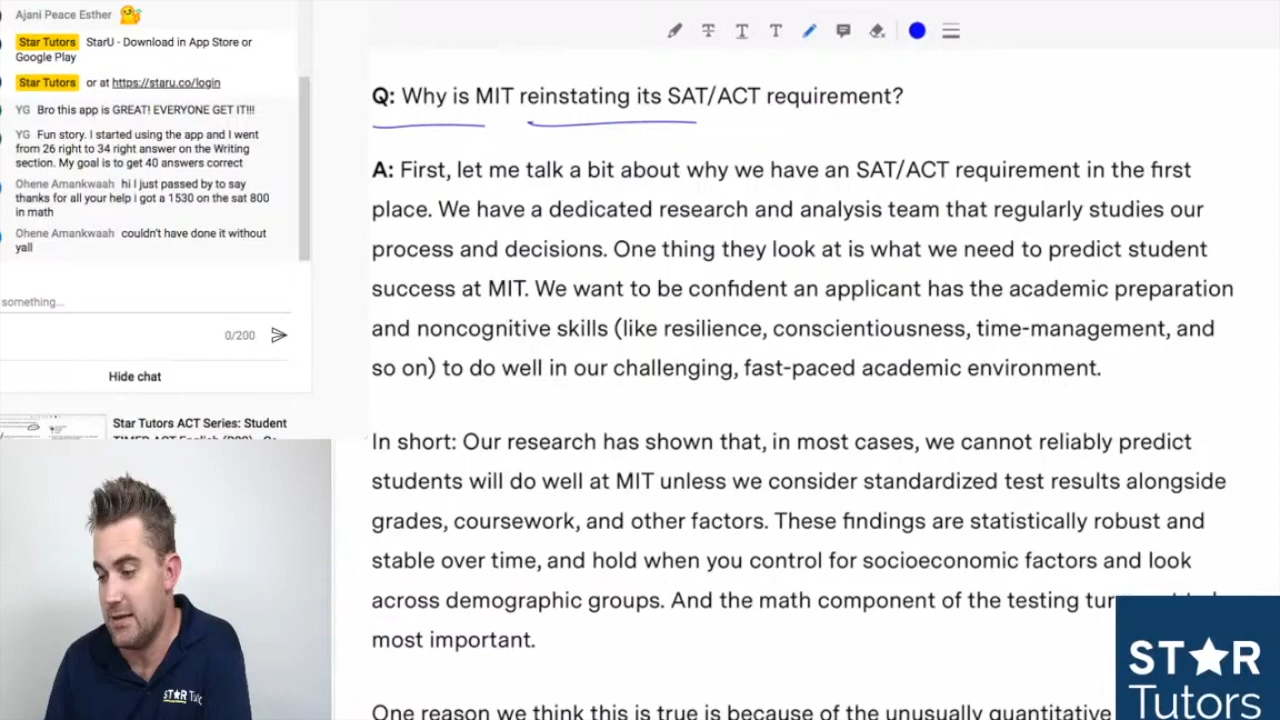 Ajani Peace Esther
Star Tutors StarU - Download in App Store or
Google Play
Star Tutors or at https://staru.co/login
YG Bro this app is GREAT! EVERYONE GET IT!!!
YG Fun story. I started using the app and I went
from 26 right to 34 right answer on the Writing
section. My goal is to get 40 answers correct
Ohene Amankwaah hi I just passed by to say
thanks for all your help i got a 1530 on the sat 800
in math
Ohene Amankwaah couldn't have done it without
yall
something...
0/200
Hide chat
Star Tutors ACT Series: Student
Q: Why is MIT reinstating its SAT/ACT requirement?
A: First, let me talk a bit about why we have an SAT/ACT requirement in the first
place. We have a dedicated research and analysis team that regularly studies our
process and decisions. One thing they look at is what we need to predict student
success at MIT. We want to be confident an applicant has the academic preparation
and noncognitive skills (like resilience, conscientiousness, time-management, and
so on) to do well in our challenging, fast-paced academic environment.
In short: Our research has shown that, in most cases, we cannot reliably predict
students will do well at MIT unless we consider standardized test results alongside
grades, coursework, and other factors. These findings are statistically robust and
stable over time, and hold when you control for socioeconomic factors and look
across demographic groups. And the math component of the testing
most important.
One reason we think this is true is because of the unusually quantitative
STAR
Tutors
STAR